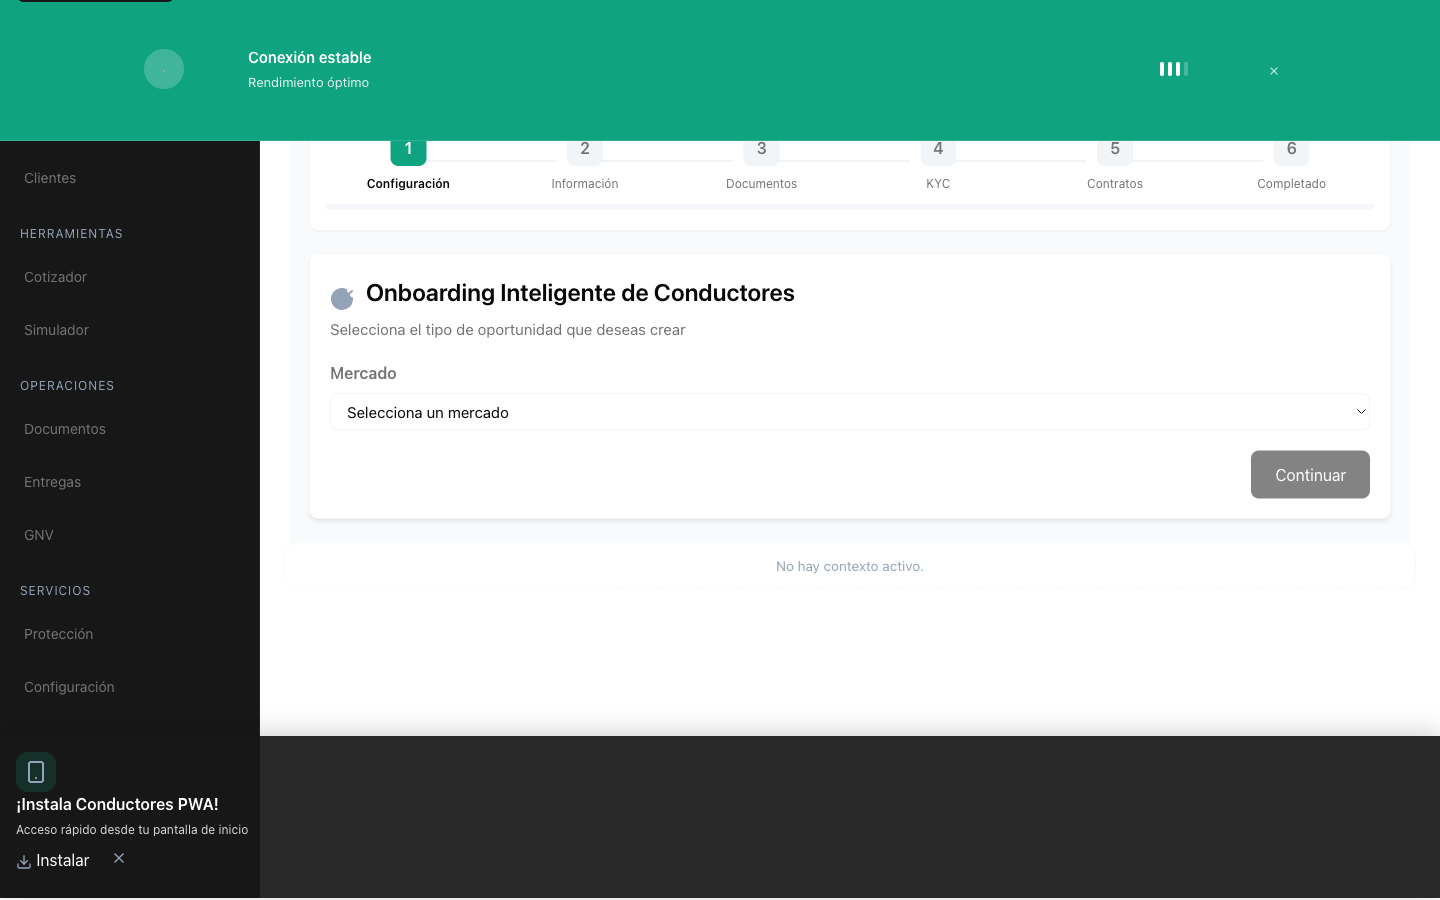 Conexión estable
Rendimiento óptimo
1
2
3
4
5
6
Configuración
Información
Documentos
KYC
Contratos
Completado
Clientes
HERRAMIENTAS
Cotizador
Simulador
OPERACIONES
Documentos
Entregas
GNV
SERVICIOS
Protección
Configuración
Onboarding Inteligente de Conductores
Selecciona el tipo de oportunidad que deseas crear
Mercado
Selecciona un mercado
Continuar
No hay contexto activo.
¡Instala Conductores PWA!
Acceso rápido desde tu pantalla de inicio
Instalar